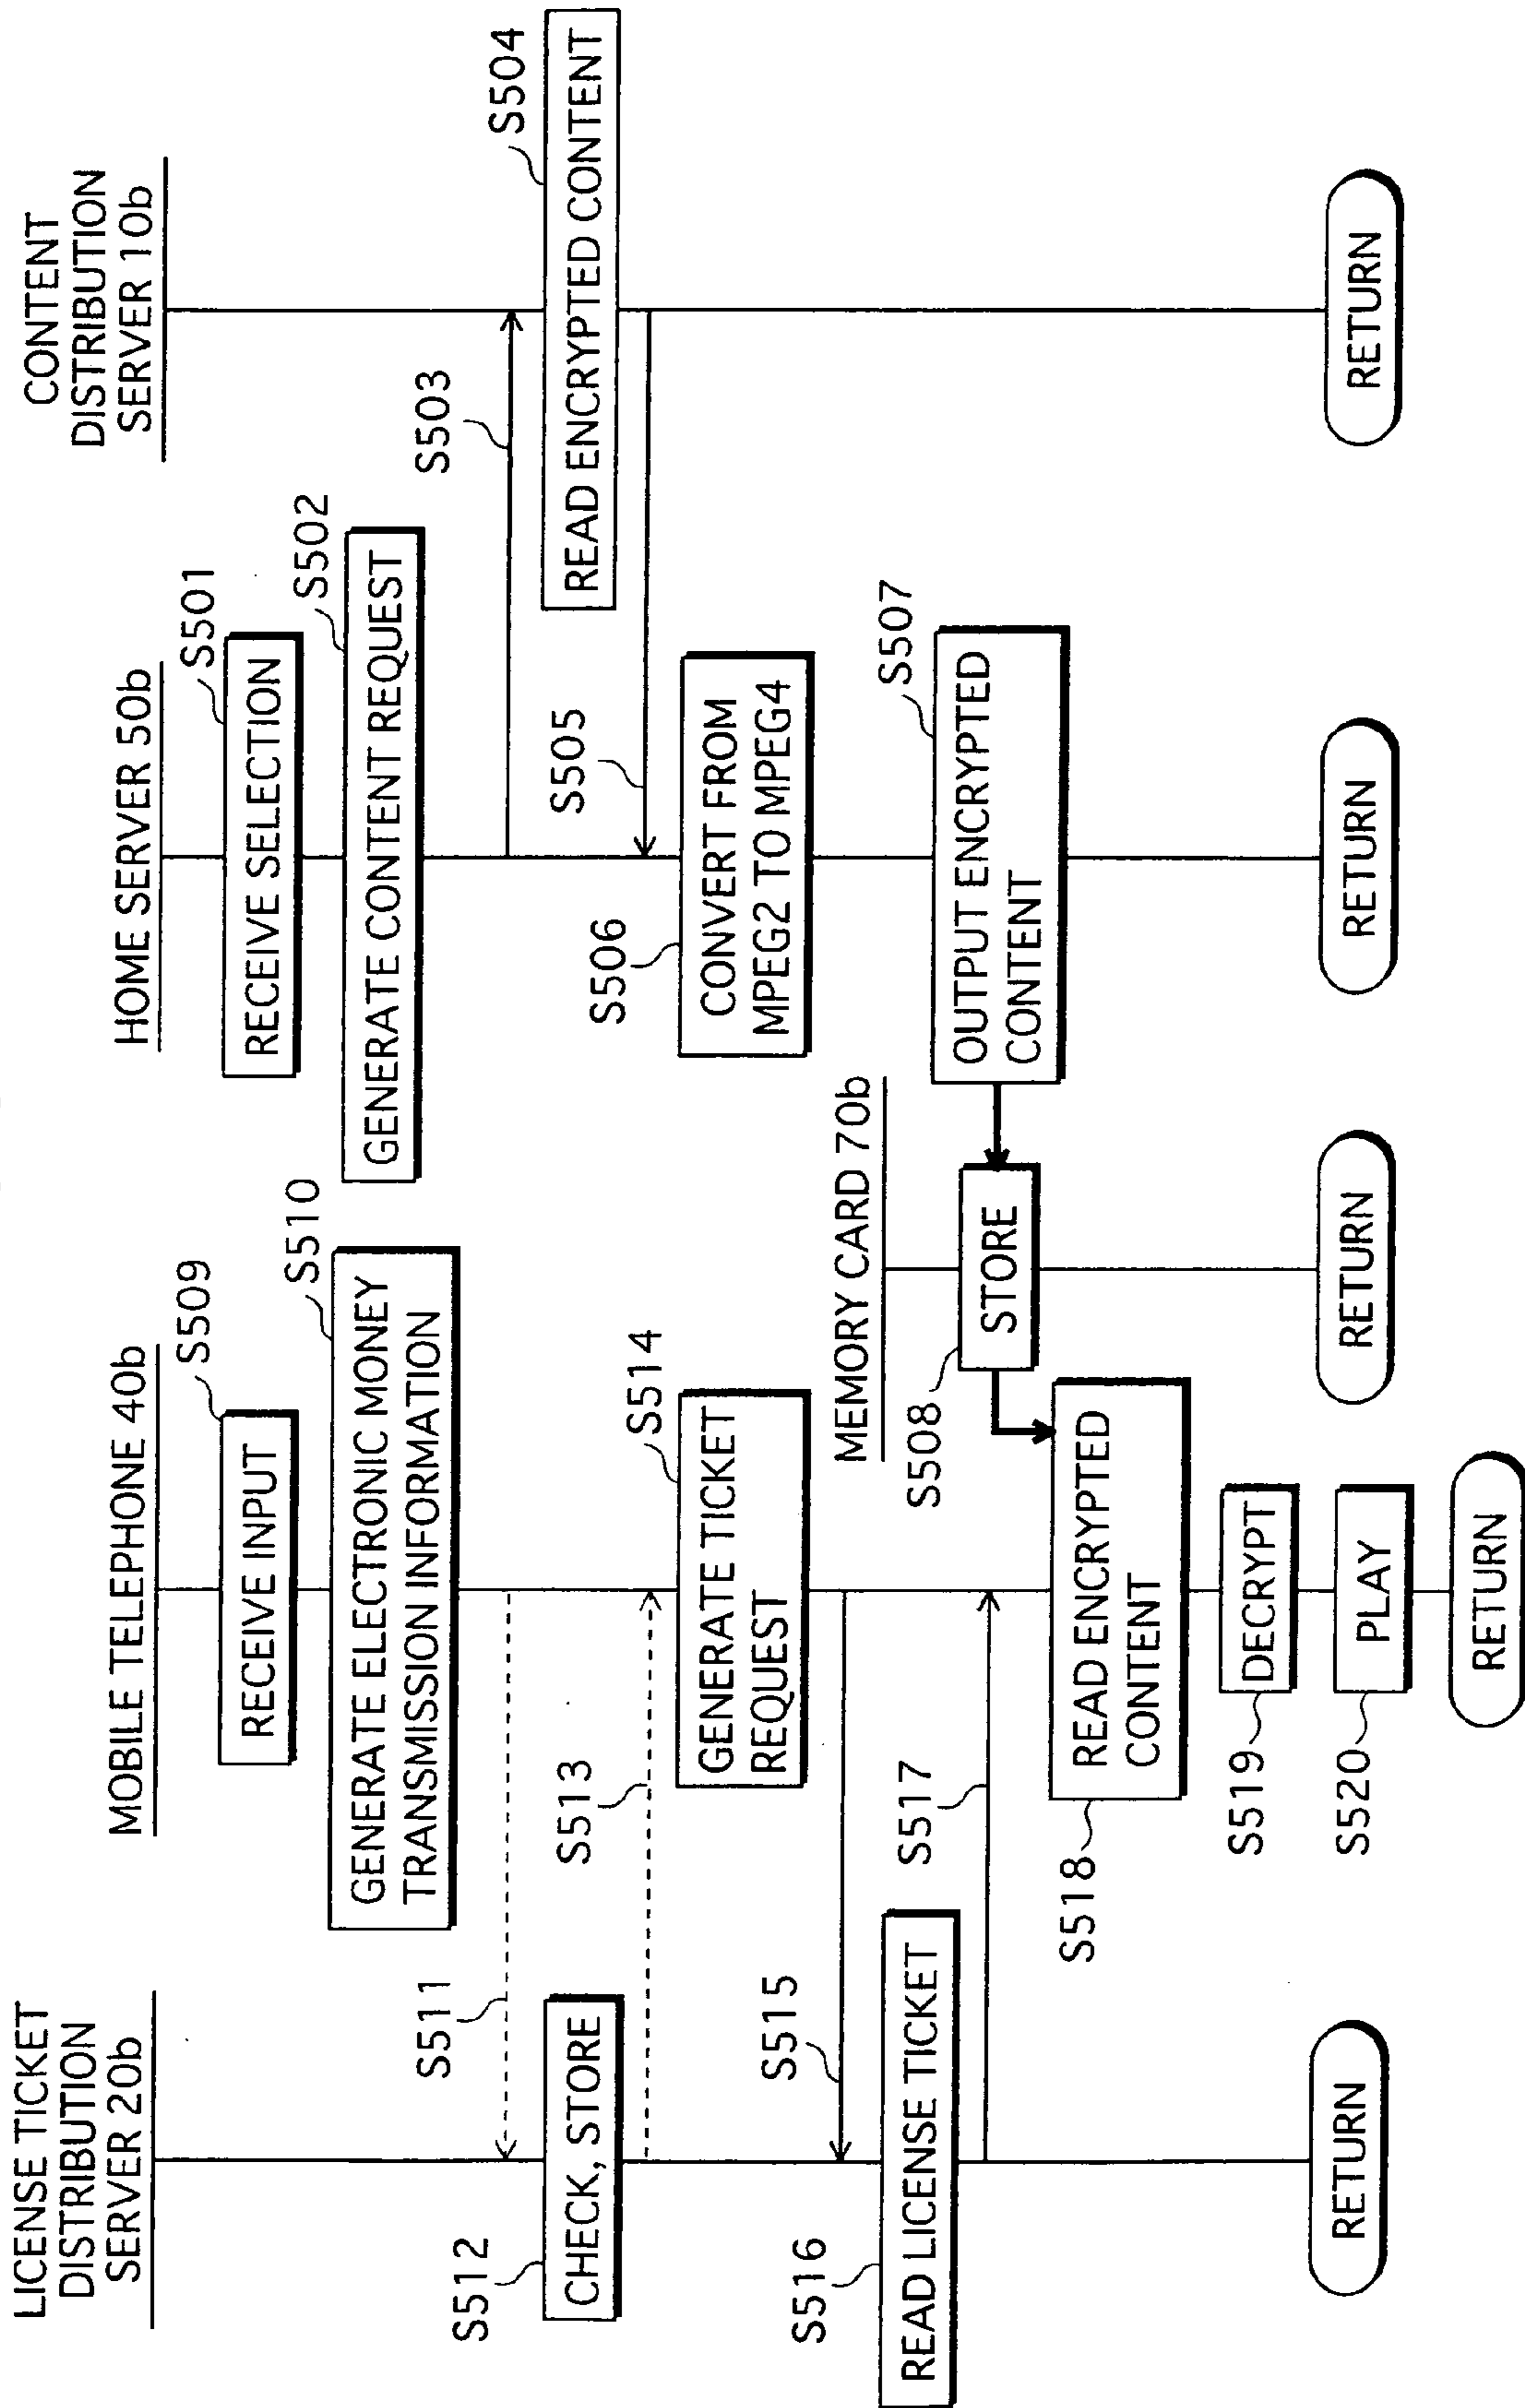 LICENSE TICKET
DISTRIBUTION
SERVER 20b
MOBILE TELEPHONE 40b
MEMORY CARD 70b
HOME SERVER 50b
CONTENT
DISTRIBUTION
SERVER 10b
S501
RECEIVE SELECTION
S502
GENERATE CONTENT REQUEST
S503
S504
READ ENCRYPTED CONTENT
S505
S506
CONVERT FROM
MPEG2 TO MPEG4
S507
OUTPUT ENCRYPTED
CONTENT
S508
STORE
S509
RECEIVE INPUT
S510
GENERATE ELECTRONIC MONEY
TRANSMISSION INFORMATION
S511
S512
CHECK, STORE
S513
S514
GENERATE TICKET
REQUEST
S515
S516
READ LICENSE TICKET
S517
S518
READ ENCRYPTED
CONTENT
S519
DECRYPT
S520
PLAY
RETURN
RETURN
RETURN
RETURN
RETURN